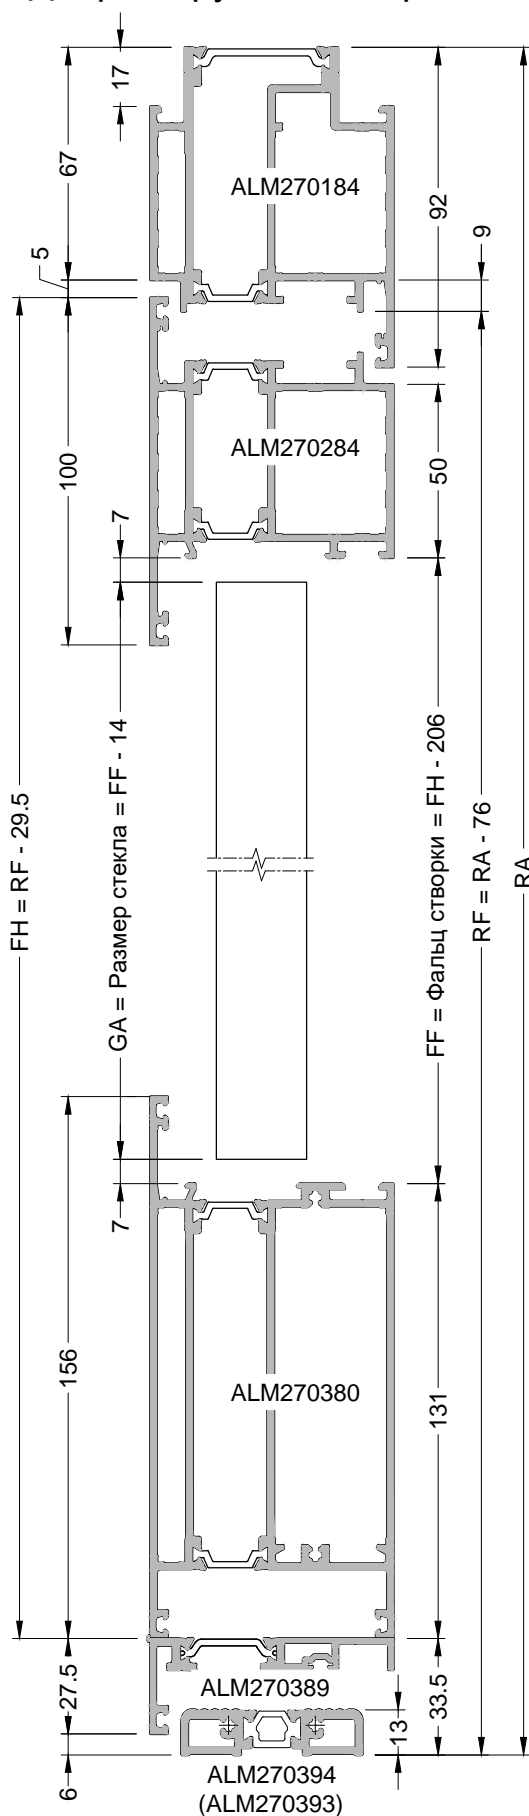 17
67
92
9
5
ALM270184
100
ALM270284
50
7
FH = RF - 29.5
GA = Размер стекла = FF - 14
FF = Фальц створки = FH - 206
RF = RA - 76
RA
7
156
ALM270380
131
27.5
ALM270389
33.5
13
6
ALM270394
(ALM270393)